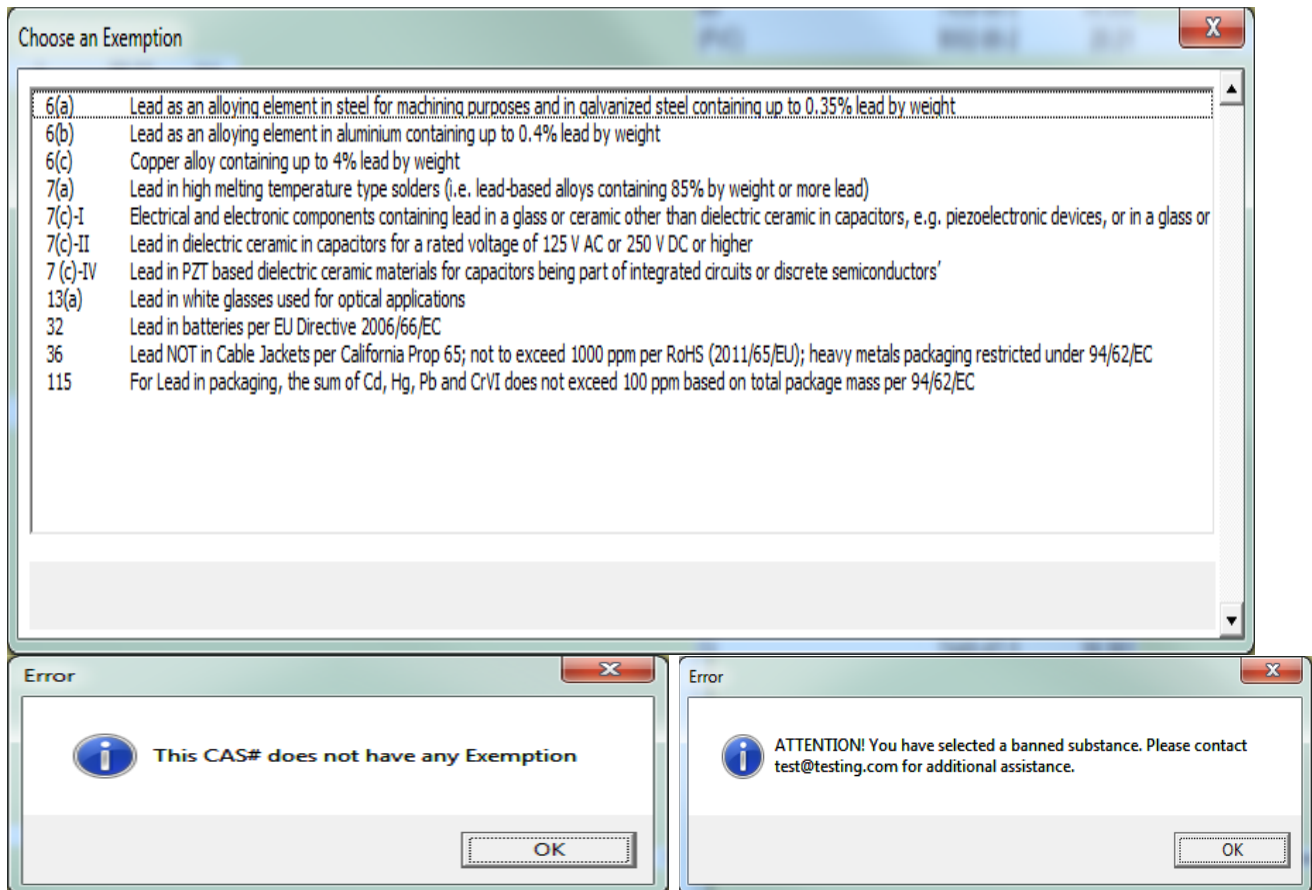 Choose an Exemption
6(a) Lead as an alloying element in steel for machining purposes and in galvanized steel containing up to 0.35% lead by weight
6(b) Lead as an alloying element in aluminium containing up to 0.4% lead by weight
6(c) Copper alloy containing up to 4% lead by weight
7(a) Lead in high melting temperature type solders (i.e. lead-based alloys containing 85% by weight or more lead)
7(c)-I Electrical and electronic components containing lead in a glass or ceramic other than dielectric ceramic in capacitors, e.g. piezoelectronic devices, or in a glass or
7(c)-II Lead in dielectric ceramic in capacitors for a rated voltage of 125 V AC or 250 V DC or higher
7 (c)-IV Lead in PZT based dielectric ceramic materials for capacitors being part of integrated circuits or discrete semiconductors’
13(a) Lead in white glasses used for optical applications
32 Lead in batteries per EU Directive 2006/66/EC
36 Lead NOT in Cable Jackets per California Prop 65; not to exceed 1000 ppm per RoHS (2011/65/EU); heavy metals packaging restricted under 94/62/EC
115 For Lead in packaging, the sum of Cd, Hg, Pb and CrVI does not exceed 100 ppm based on total package mass per 94/62/EC
Error
This CAS# does not have any Exemption
OK
Error
ATTENTION! You have selected a banned substance. Please contact
test@testing.com for additional assistance.
OK